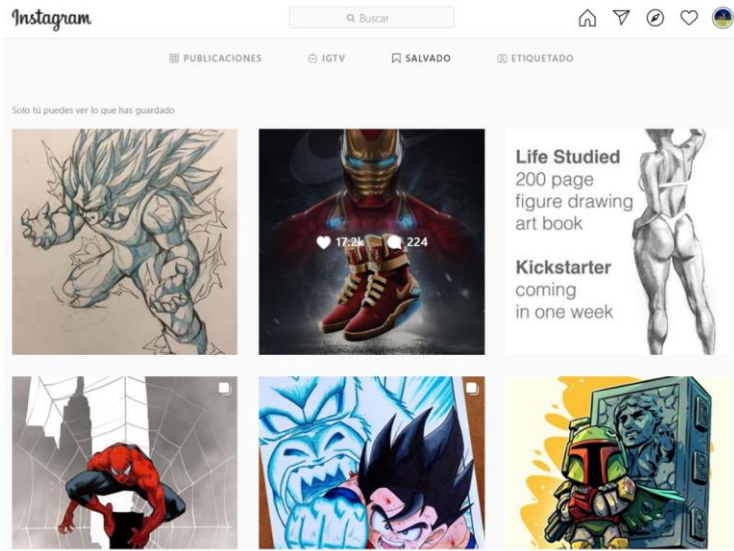 Instagram
Buscar
PUBLICACIONES IGTV SALVADO ETIQUETADO
Solo tú puedes ver lo que has guardado
17.2k 224
Life Studied
200 page
figure drawing
art book
Kickstarter
coming
in one week